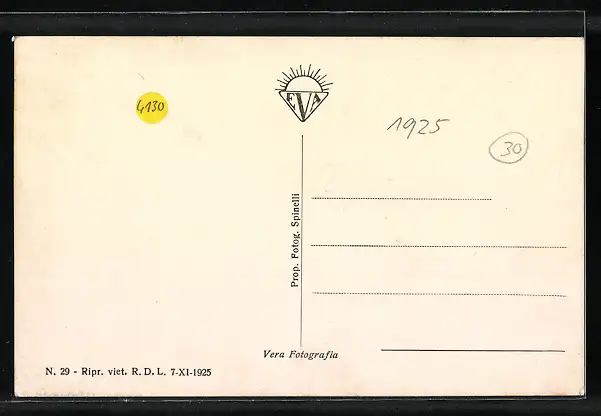 EVA
4130
1925
30
Prop. Fotog. Spinelli
Vera Fotografia
N. 29 - Ripr. viet. R. D. L. 7-XI-1925